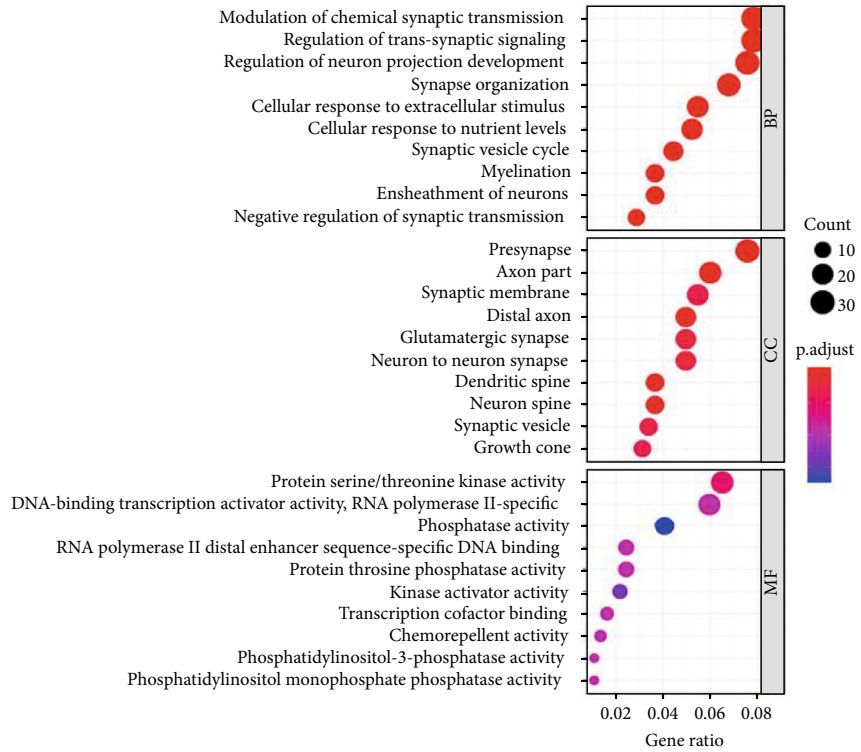 Modulation of chemical synaptic transmission
Regulation of trans-synaptic signaling
Regulation of neuron projection development
Synapse organization
Cellular response to extracellular stimulus
Cellular response to nutrient levels
Synaptic vesicle cycle
Myelination
Ensheathment of neurons
Negative regulation of synaptic transmission
BP
Presynapse
Axon part
Synaptic membrane
Distal axon
Glutamatergic synapse
Neuron to neuron synapse
Dendritic spine
Neuron spine
Synaptic vesicle
Growth cone
CC
Protein serine/threonine kinase activity
DNA-binding transcription activator activity, RNA polymerase II-specific
Phosphatase activity
RNA polymerase II distal enhancer sequence-specific DNA binding
Protein throsine phosphatase activity
Kinase activator activity
Transcription cofactor binding
Chemorepellent activity
Phosphatidylinositol-3-phosphatase activity
Phosphatidylinositol monophosphate phosphatase activity
MF
0.02 0.04 0.06 0.08
Gene ratio
Count
10
20
30
p.adjust